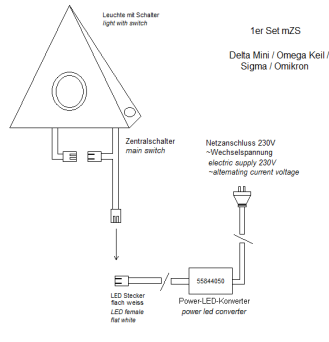 Leuchte mit Schalter
light with switch
1er Set mZS
Delta Mini / Omega Keil /
Sigma / Omikron
Zentralschalter
main switch
Netzanschluss 230V
~Wechselspannung
electric supply 230V
~alternating current voltage
55844050
LED Stecker
flach weiss
LED female
flat white
Power-LED-Konverter
power led converter